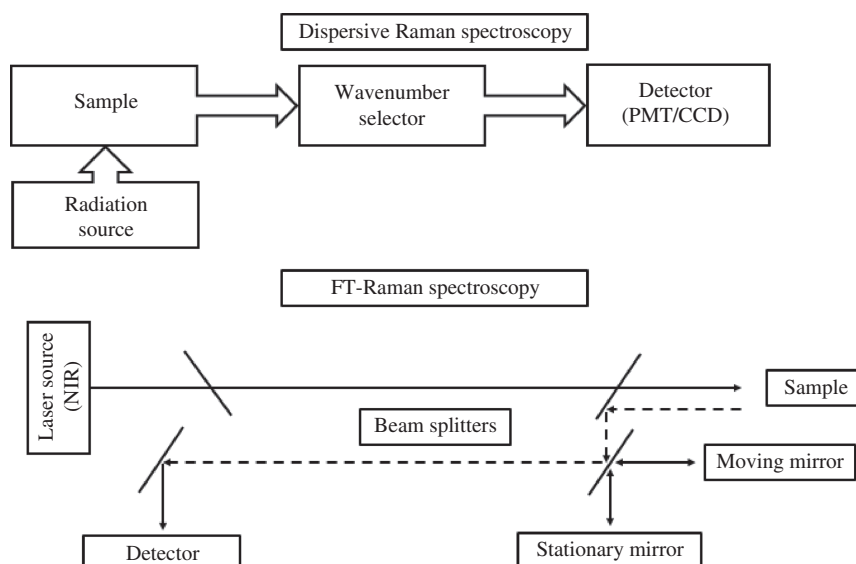 Dispersive Raman spectroscopy
Sample
Wavenumber
selector
Detector
(PMT/CCD)
Radiation
source
FT-Raman spectroscopy
Laser source
(NIR)
Sample
Beam splitters
Moving mirror
Detector
Stationary mirror